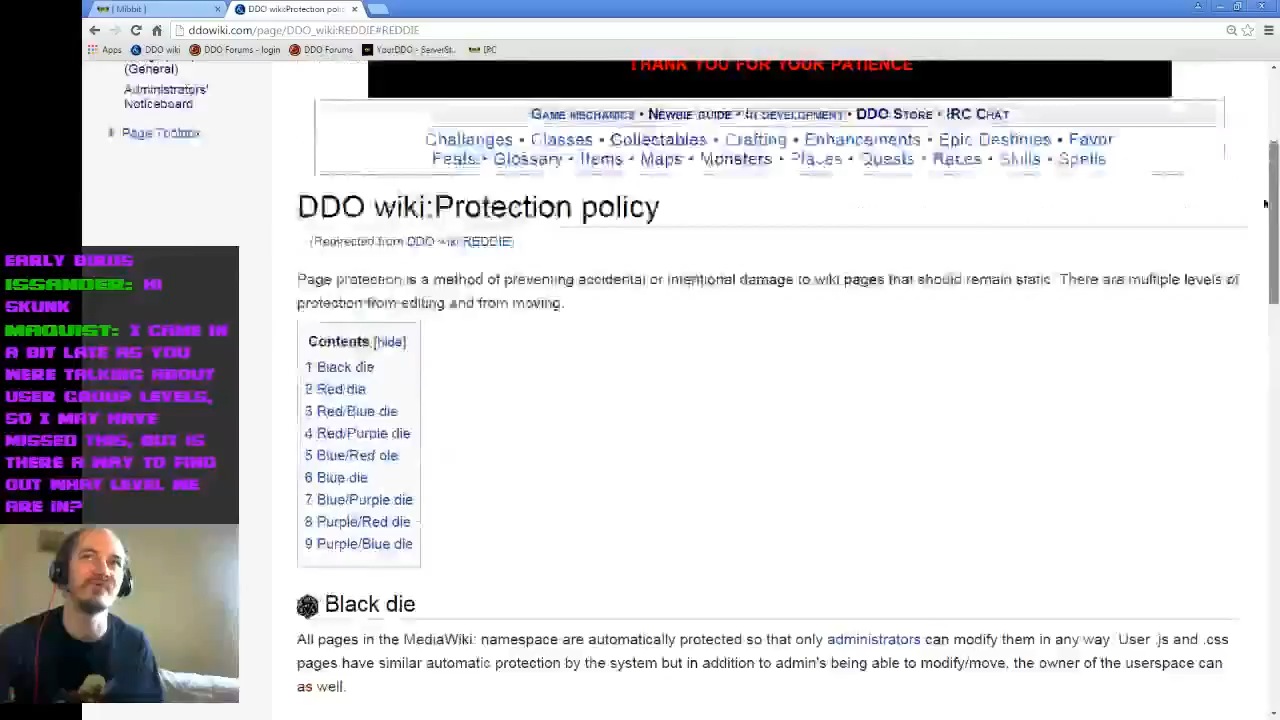 ( Mibbit )
DDO wiki:Protection polic
ddowiki.com/page/DDO_wiki:REDDIE#REDDIE
Apps DDO wiki DDO Forums - login DDO Forums YourDDO - ServerSt... IRC
(General)
Administrators'
Noticeboard
Page Toolbox
THANK YOU FOR YOUR PATIENCE
Game mechanics • Newbie guide • In development • DDO Store • IRC Chat
Challenges • Classes • Collectables • Crafting • Enhancements • Epic Destinies • Favor
Feats • Glossary • Items • Maps • Monsters • Places • Quests • Races • Skills • Spells
DDO wiki:Protection policy
(Redirected from DDO wiki:REDDIE)
Page protection is a method of preventing accidental or intentional damage to wiki pages that should remain static. There are multiple levels of
protection from editing and from moving.
Contents [hide]
1 Black die
2 Red die
3 Red/Blue die
4 Red/Purple die
5 Blue/Red die
6 Blue die
7 Blue/Purple die
8 Purple/Red die
9 Purple/Blue die
Black die
All pages in the MediaWiki: namespace are automatically protected so that only administrators can modify them in any way. User .js and .css
pages have similar automatic protection by the system but in addition to admin's being able to modify/move, the owner of the userspace can
as well.
EARLY
ISSANDER: HI
SKUNK
MAQUIST: I CAME IN
A BIT LATE AS YOU
WERE TALKING ABOUT
USER GROUP LEVELS,
SO I MAY HAVE
MISSED THIS, BUT IS
THERE A WAY TO FIND
OUT WHAT LEVEL WE
ARE IN?